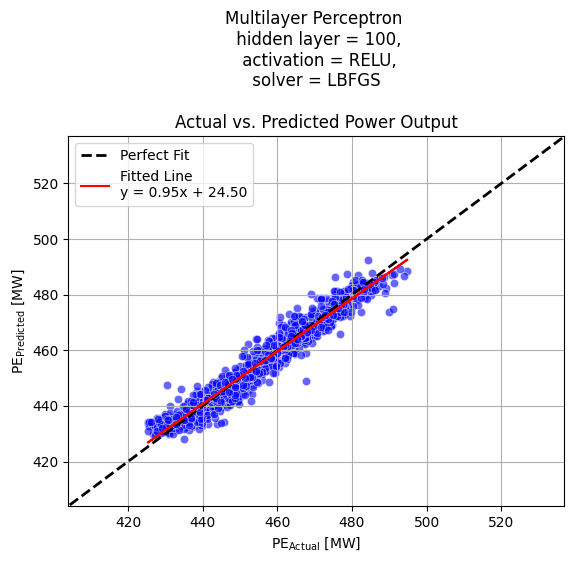 Multilayer Perceptron
hidden layer = 100,
activation = RELU,
solver = LBFGS
Actual vs. Predicted Power Output
Perfect Fit
Fitted Line
y = 0.95x + 24.50
520
500
480
460
440
420
PE_Predicted [MW]
420 440 460 480 500 520
PE_Actual [MW]